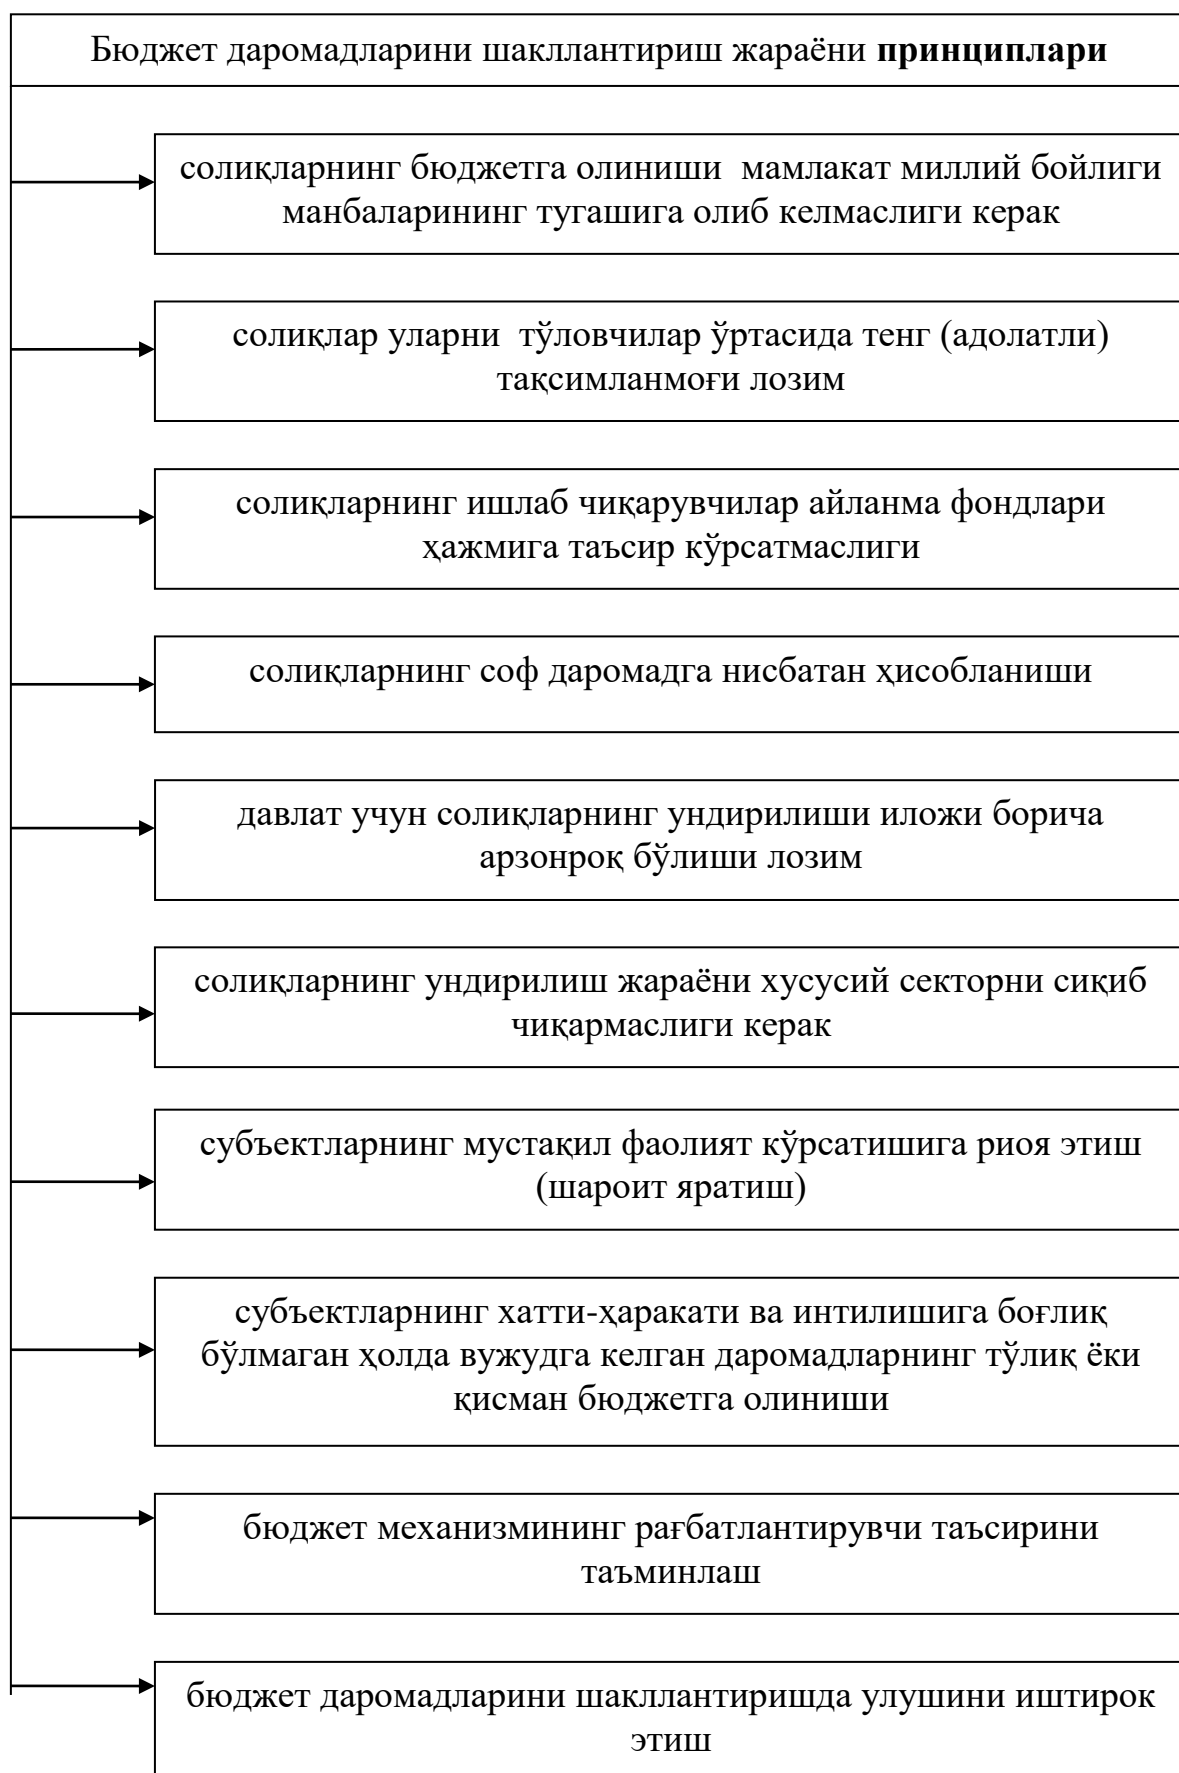 Бюджет даромадларини шакллантириш жараёни принциплари
солиқларнинг бюджетга олиниши мамлакат миллий бойлиги
манбаларининг тугашига олиб келмаслиги керак
солиқлар уларни тўловчилар ўртасида тенг (адолатли)
тақсимланмоғи лозим
солиқларнинг ишлаб чиқарувчилар айланма фондлари
ҳажмига таъсир кўрсатмаслиги
солиқларнинг соф даромадга нисбатан ҳисобланиши
давлат учун солиқларнинг ундирилиши иложи борича
арзонроқ бўлиши лозим
солиқларнинг ундирилиш жараёни хусусий секторни сиқиб
чиқармаслиги керак
субъектларнинг мустақил фаолият кўрсатишига риоя этиш
(шароит яратиш)
субъектларнинг хатти-ҳаракати ва интилишига боғлиқ
бўлмаган ҳолда вужудга келган даромадларнинг тўлиқ ёки
қисман бюджетга олиниши
бюджет механизмининг рағбатлантирувчи таъсирини
таъминлаш
бюджет даромадларини шакллантиришда улушини иштирок
этиш